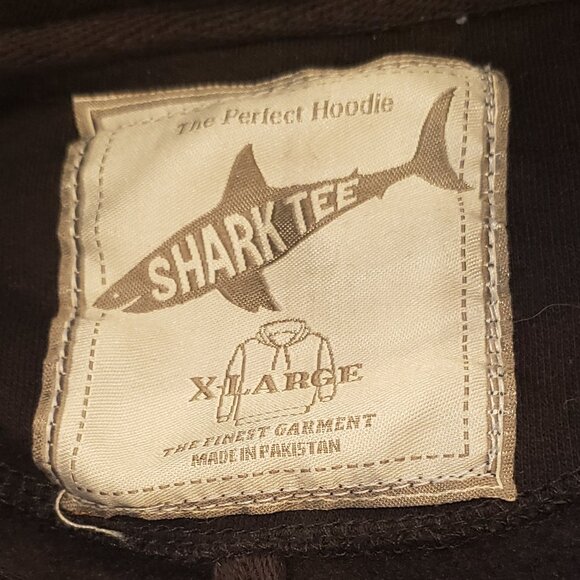 The Perfect Hoodie
SHARK TEE
X-LARGE
THE FINEST GARMENT
MADE IN PAKISTAN